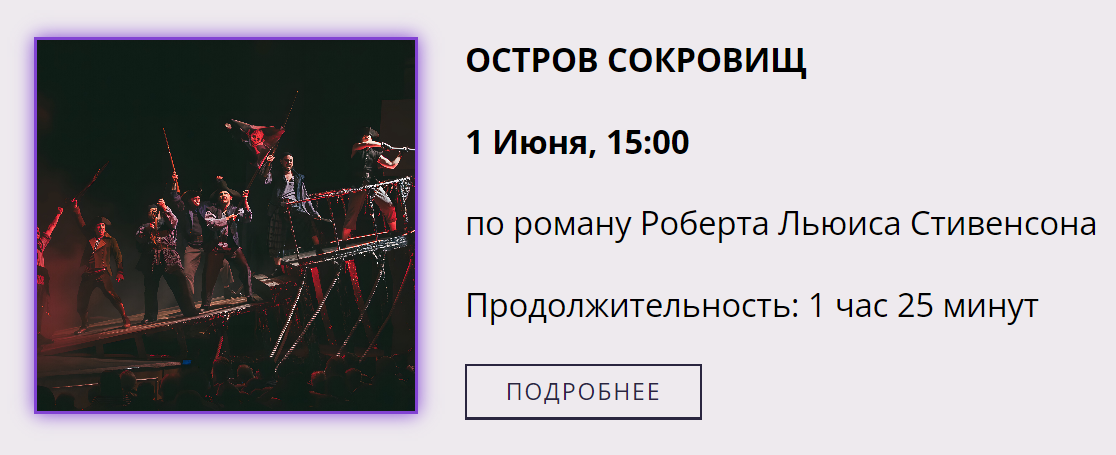 ОСТРОВ СОКРОВИЩ
1 Июня, 15:00
по роману Роберта Льюиса Стивенсона
Продолжительность: 1 час 25 минут
ПОДРОБНЕЕ